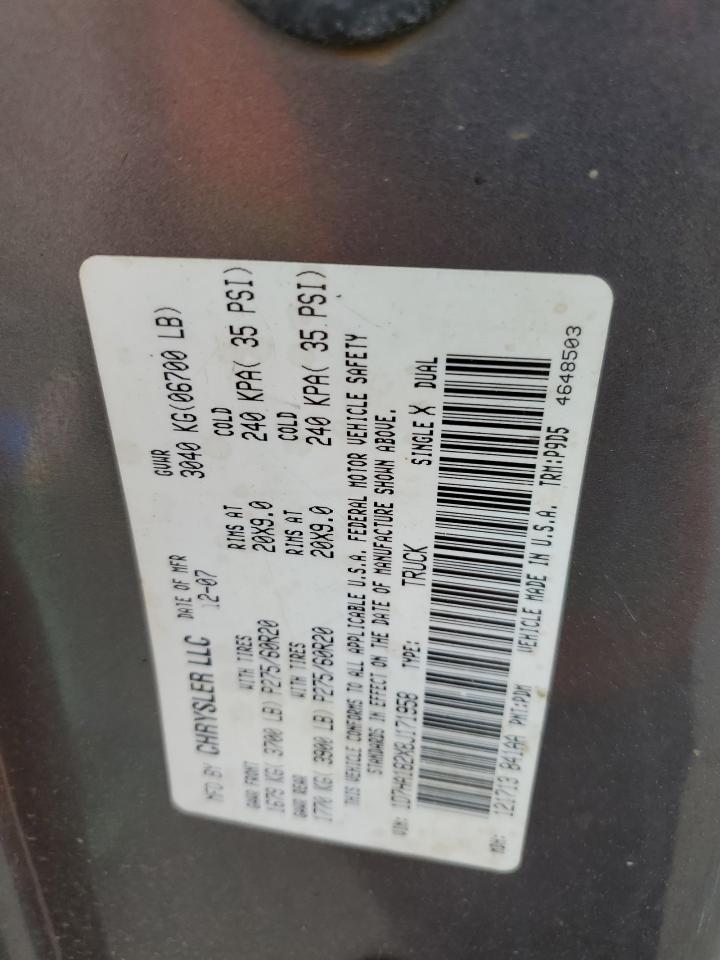 MFD BY CHRYSLER LLC DATE OF MFR GVWR
12-07 3040 KG(06700 LB)
GAWR FRONT WITH TIRES RIMS AT COLD
1679 KG( 3700 LB) P275/60R20 20X9.0 240 KPA( 35 PSI)
GAWR REAR WITH TIRES RIMS AT COLD
1770 KG( 3900 LB) P275/60R20 20X9.0 240 KPA( 35 PSI)
THIS VEHICLE CONFORMS TO ALL APPLICABLE U.S.A. FEDERAL MOTOR VEHICLE SAFETY
STANDARDS IN EFFECT ON THE DATE OF MANUFACTURE SHOWN ABOVE.
VIN: TYPE: TRUCK SINGLE X DUAL
MDH: 121713 041AA PNT:PDM VEHICLE MADE IN U.S.A. TRM:P9D5
4648503